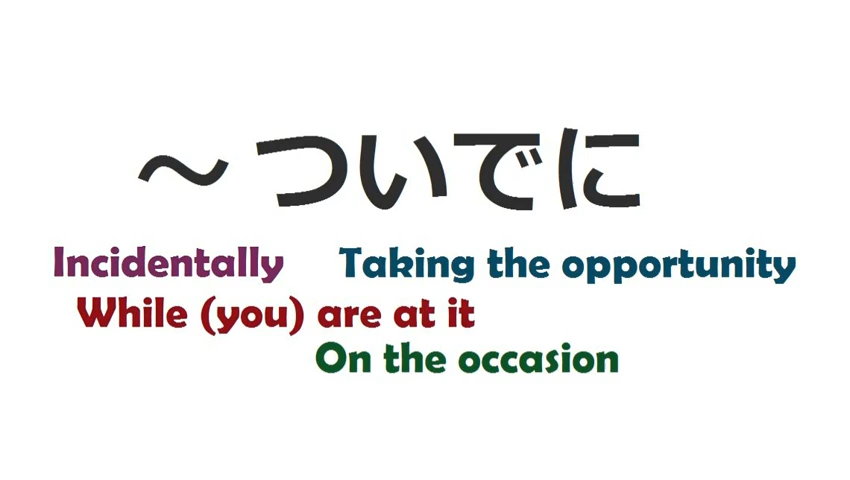 ～ ついでに
Incidentally Taking the opportunity
While (you) are at it
On the occasion